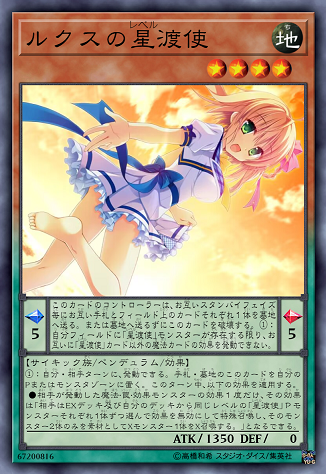 レベル
ルクスの星渡使
ち
地
このカードのコントローラーは、お互いスタンバイフェイズ
毎にお互い手札とフィールド上のカードそれぞれ1体を墓地
へ送る。または墓地へ送らずにこのカードを破壊する。①：
自分フィールドに「星渡使」モンスターが存在する限り、お
互いに「星渡使」カード以外の魔法カードの効果を発動できない。
5
5
【サイキック族/ペンデュラム/効果】
①：自分・相手ターンに、発動できる。手札・墓地のこのカードを自分の
Pまたはモンスターゾーンに置く。このターン中、以下の効果を適用する。
●相手が発動した魔法・罠・効果モンスターの効果1度だけ、その効果
は「相手はEXデッキ及び自分のデッキから同じレベルの「星渡使」Pモ
ンスターそれぞれ1体ずつ選んで効果を無効にして特殊召喚し、そのモン
スター2体のみを素材としてXモンスター1体をX召喚する。」となるできる。
ATK/ 1350 DEF/ 0
67200816
©高橋和希 スタジオ・ダイス/集英社